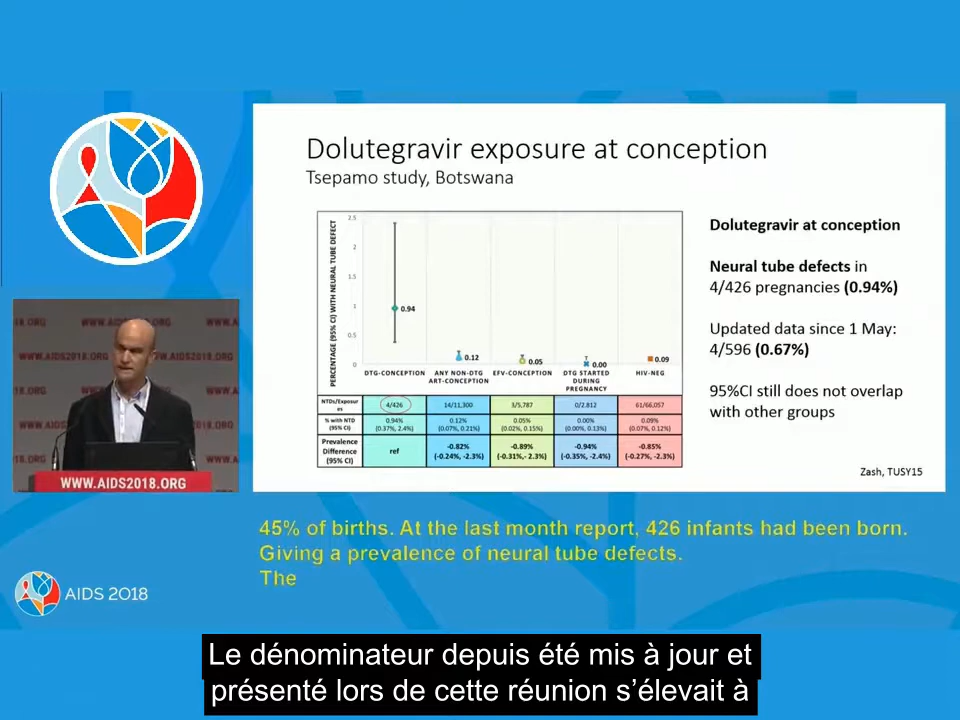 Dolutegravir exposure at conception
Tsepamo study, Botswana
PERCENTAGE (95% CI) WITH NEURAL TUBE DEFECT
2.5
2
1.5
1
0.5
0
0.94
0.12
0.05
0.00
0.09
DTG-CONCEPTION
ANY NON-DTG ART-CONCEPTION
EFV-CONCEPTION
DTG STARTED DURING PREGNANCY
HIV-NEG
NTDs/Exposures
4/426
14/11,300
3/5,787
0/2,812
61/66,057
% with NTD (95% CI)
0.94% (0.37%, 2.4%)
0.12% (0.07%, 0.21%)
0.05% (0.02%, 0.15%)
0.00% (0.00%, 0.13%)
0.09% (0.07%, 0.12%)
Prevalence Difference (95% CI)
ref
-0.82% (-0.24%, -2.3%)
-0.89% (-0.31%,- 2.3%)
-0.94% (-0.35%, -2.4%)
-0.85% (-0.27%, -2.3%)
Dolutegravir at conception
Neural tube defects in
4/426 pregnancies (0.94%)
Updated data since 1 May:
4/596 (0.67%)
95%CI still does not overlap
with other groups
Zash, TUSY15
WWW.AIDS2018.ORG
45% of births. At the last month report, 426 infants had been born.
Giving a prevalence of neural tube defects.
The
AIDS 2018
Le dénominateur depuis été mis à jour et
présenté lors de cette réunion s'élevait à